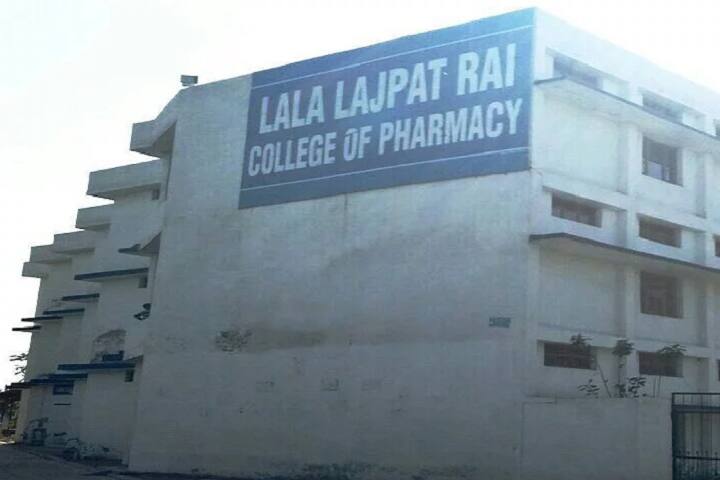 LALA LAJPAT RAI
COLLEGE OF PHARMACY